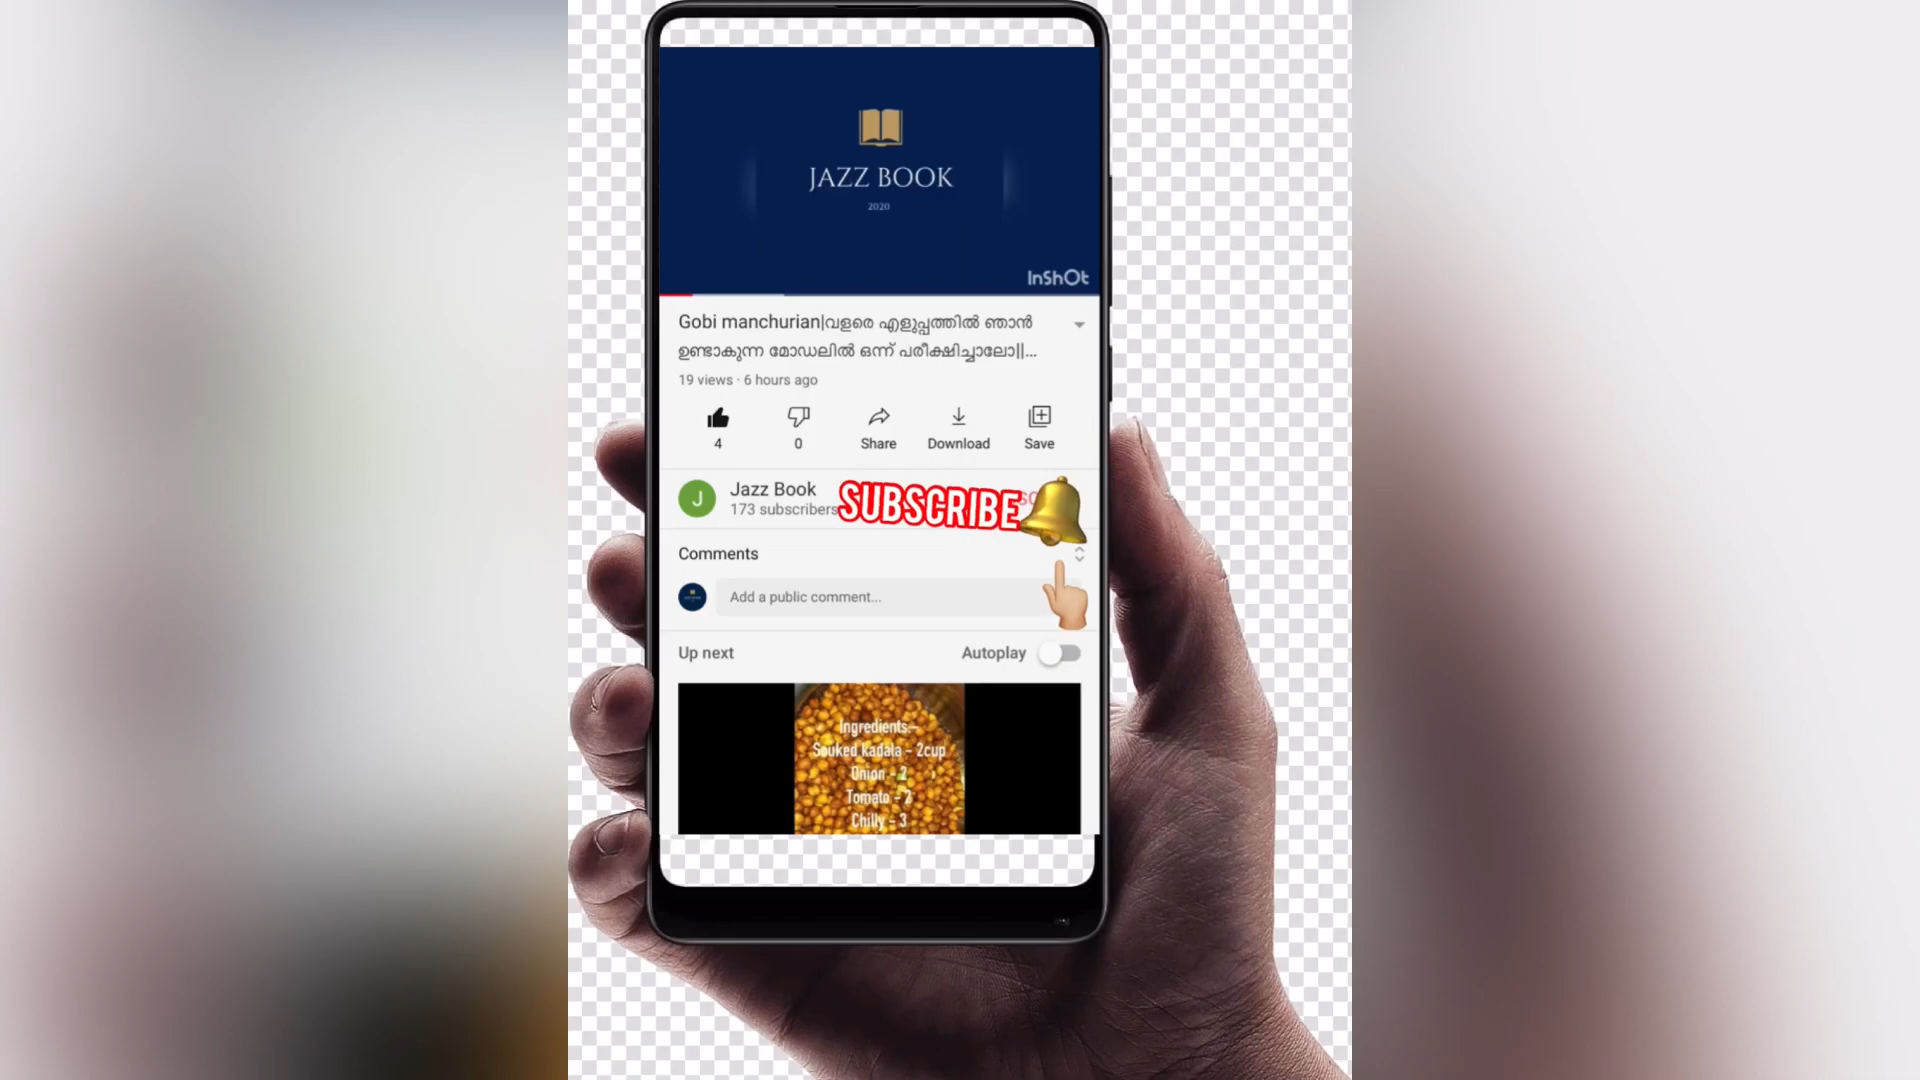 JAZZ BOOK
2020
InShOt
Gobi manchurian|വളരെ എളുപ്പത്തിൽ ഞാൻ
ഉണ്ടാകുന്ന മോഡലിൽ ഒന്ന് പരീക്ഷിച്ചാലോ||...
19 views · 6 hours ago
4
0
Share
Download
Save
J
Jazz Book
173 subscribers
SUBSCRIBE
Comments
Add a public comment...
Up next
Autoplay
Ingredients:-
Souked kadala - 2cup
Onion - 2
Tomato - 2
Chilly - 3